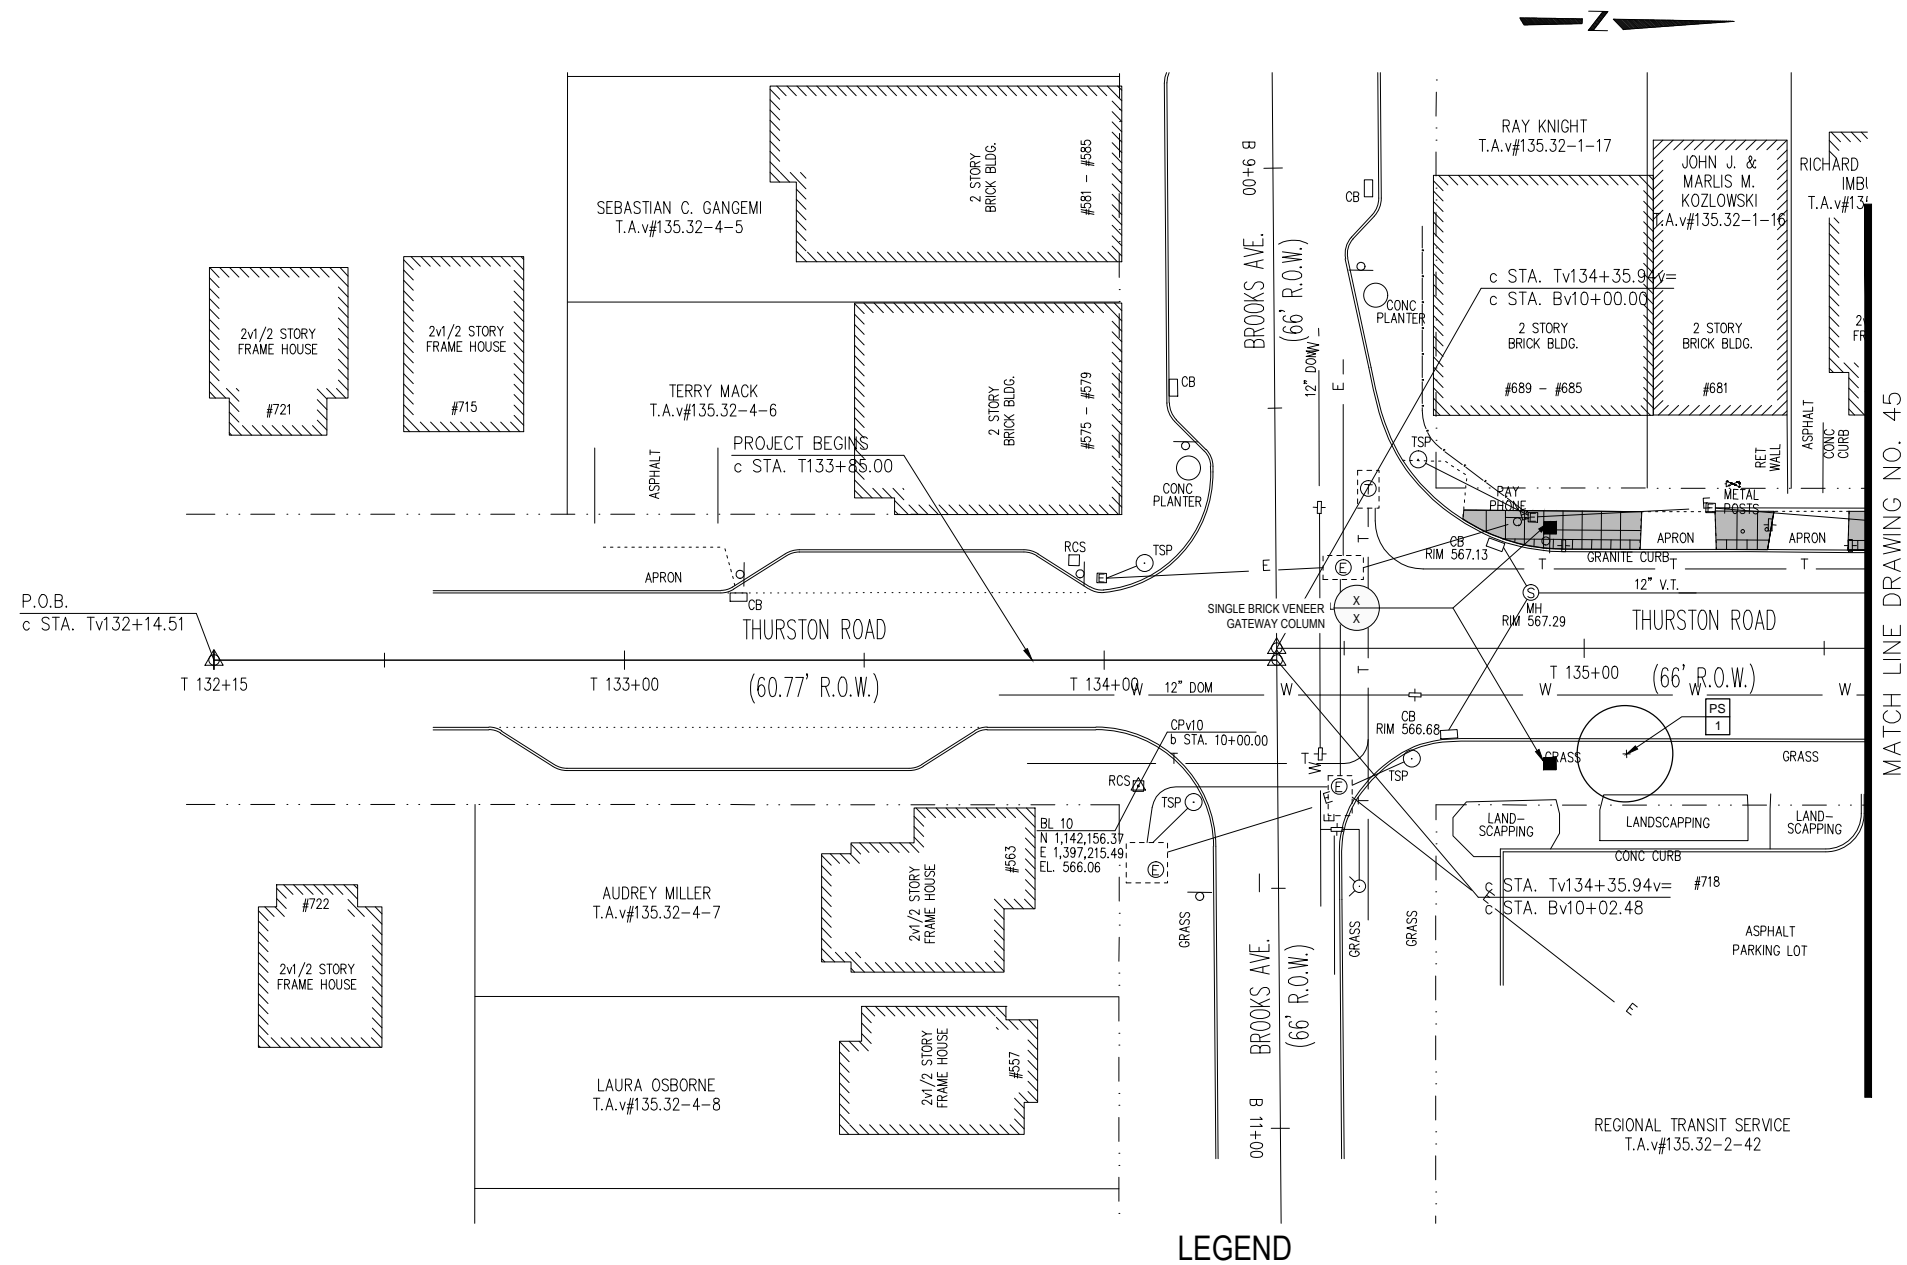 Z
RAY KNIGHT
T.A.v#135.32-1-17
JOHN J. &
MARLIS M.
KOZLOWSKI
T.A.v#135.32-1-16
RICHARD
T.A.v#13
2 STORY
BRICK BLDG.
#581 - #585
SEBASTIAN C. GANGEMI
T.A.v#135.32-4-5
B 9+00
CB
BROOKS AVE.
(66' R.O.W.)
c STA. Tv134+35.94v=
c STA. Bv10+00.00
CONC
PLANTER
2 STORY
BRICK BLDG.
#689 - #685
2 STORY
BRICK BLDG.
#681
2v1/2 STORY
FRAME HOUSE
#721
2v1/2 STORY
FRAME HOUSE
#715
TERRY MACK
T.A.v#135.32-4-6
2 STORY
BRICK BLDG.
#575 - #579
CB
12" DOM
W
E
PROJECT BEGINS
c STA. T133+85.00
ASPHALT
CONC
PLANTER
TSP
T
RET
WALL
ASPHALT
CONC
CURB
PAY
PHONE
METAL
POSTS
E
E
MATCH LINE DRAWING NO. 45
APRON
CB
RCS
E
TSP
E
E
CB
RIM 567.13
APRON
APRON
GRANITE CURB
T
T
T
12" V.T.
S
MH
RIM 567.29
P.O.B.
c STA. Tv132+14.51
THURSTON ROAD
SINGLE BRICK VENEER
GATEWAY COLUMN
X
X
THURSTON ROAD
T
T
T 132+15
T 133+00
(60.77' R.O.W.)
T 134+00
W
12" DOM
W
W
T 135+00
(66' R.O.W.)
W
W
CPv10
b STA. 10+00.00
CB
RIM 566.68
PS
1
T
T
W
RCS
TSP
E
TSP
GRASS
GRASS
BL 10
N 1,142,156.37
E 1,397,215.49
EL. 566.06
E
E
E
T
LAND-
SCAPPING
LANDSCAPPING
LAND-
SCAPPING
CONC CURB
#718
c STA. Tv134+35.94v=
c STA. Bv10+02.48
E
#722
2v1/2 STORY
FRAME HOUSE
AUDREY MILLER
T.A.v#135.32-4-7
2v1/2 STORY
FRAME HOUSE
#563
GRASS
BROOKS AVE.
(66' R.O.W.)
GRASS
GRASS
ASPHALT
PARKING LOT
E
LAURA OSBORNE
T.A.v#135.32-4-8
2v1/2 STORY
FRAME HOUSE
#557
B 11+00
REGIONAL TRANSIT SERVICE
T.A.v#135.32-2-42
LEGEND